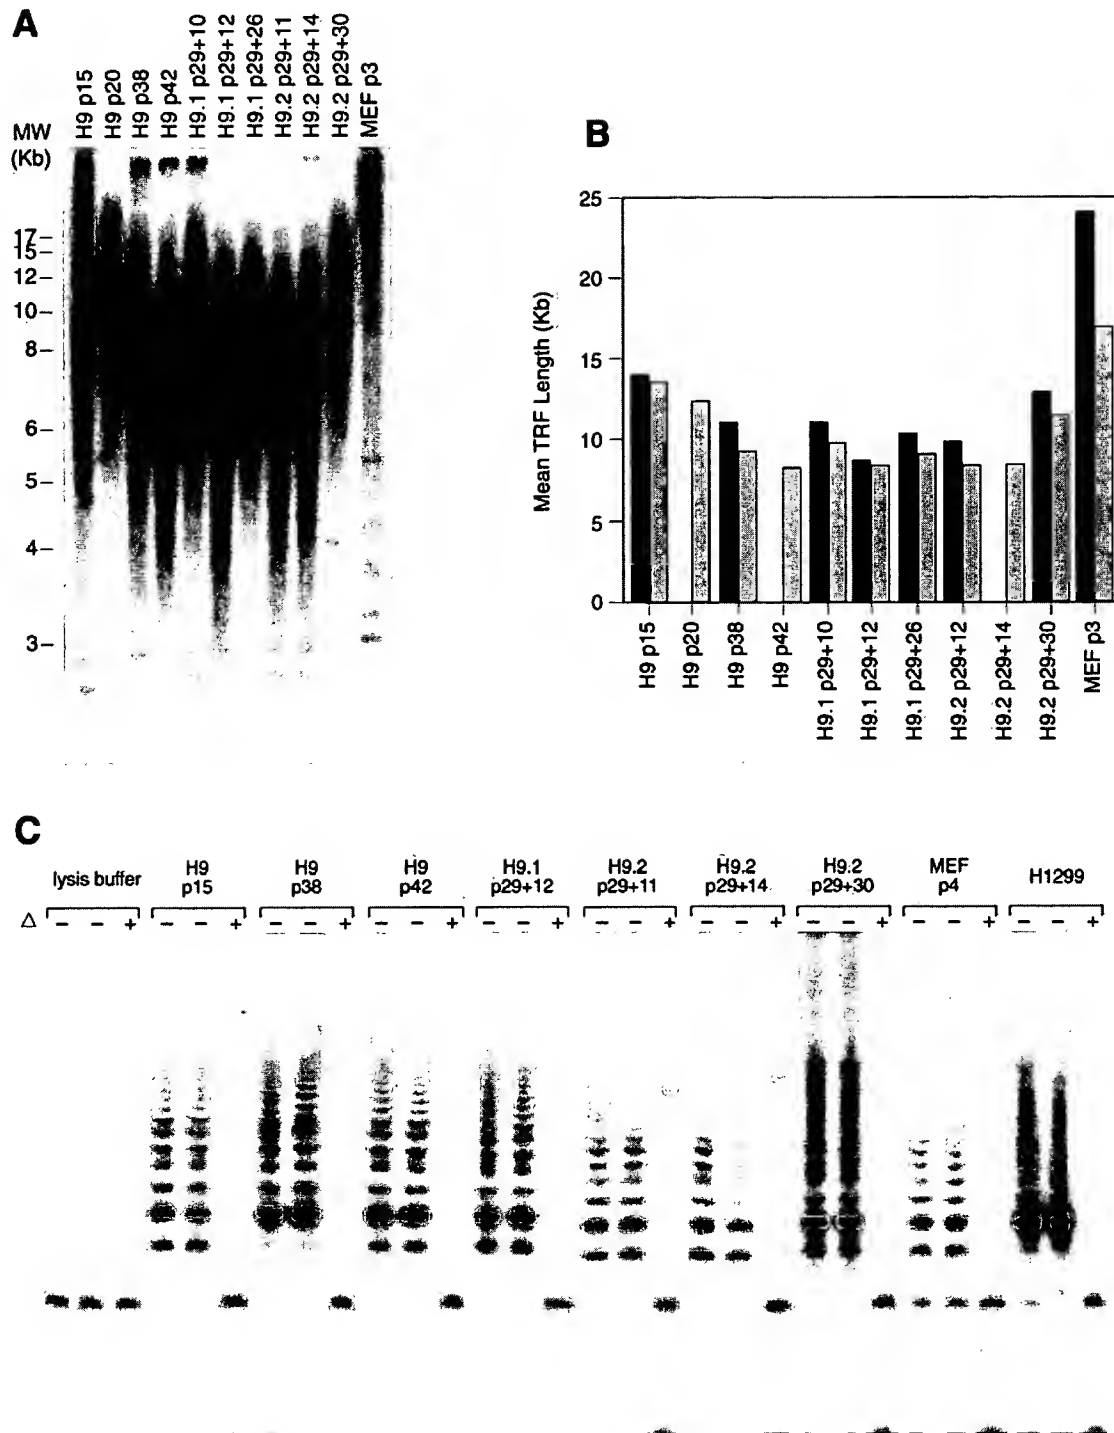 A
H9 p15
H9 p20
H9 p38
H9 p42
H9.1 p29+10
H9.1 p29+12
H9.1 p29+26
H9.2 p29+11
H9.2 p29+14
H9.2 p29+30
MEF p3
MW
(Kb)
17
15
12
10
8
6
5
4
3
B
Mean TRF Length (Kb)
25
20
15
10
5
0
H9 p15
H9 p20
H9 p38
H9 p42
H9.1 p29+10
H9.1 p29+12
H9.1 p29+26
H9.2 p29+12
H9.2 p29+14
H9.2 p29+30
MEF p3
C
lysis buffer
H9 p15
H9 p38
H9 p42
H9.1 p29+12
H9.2 p29+11
H9.2 p29+14
H9.2 p29+30
MEF p4
H1299
Δ − − + − − + − − + − − + − − + − − + − − + − − + − − + − − +